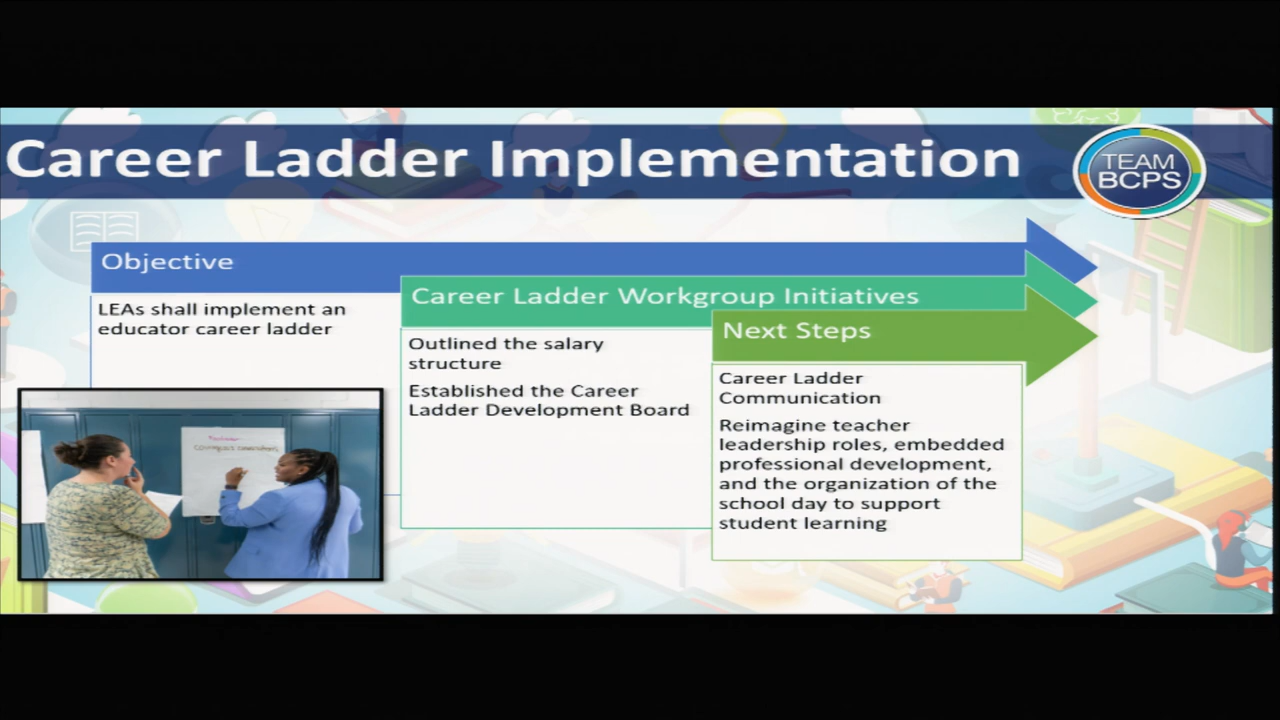 Career Ladder Implementation
TEAM
BCPS
Objective
LEAs shall implement an
educator career ladder
Career Ladder Workgroup Initiatives
Outlined the salary
structure
Established the Career
Ladder Development Board
Next Steps
Career Ladder
Communication
Reimagine teacher
leadership roles, embedded
professional development,
and the organization of the
school day to support
student learning